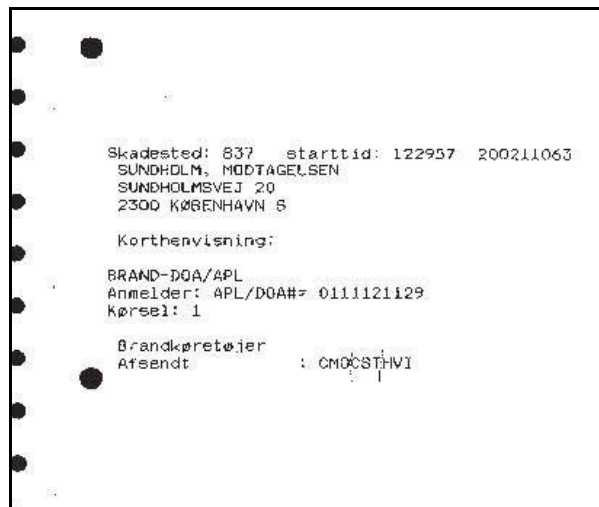 Skadested: 837 starttid: 122957 200211063
SUNDHOLM, MODTAGELSEN
SUNDHOLMSVEJ 20
2300 KØBENHAVN S
Korthenvisning:
BRAND-DOA/APL
Anmelder: APL/DOA#= 0111121129
Kørsel: 1
Brandkøretøjer
Afsendt : CMOCSTHVI